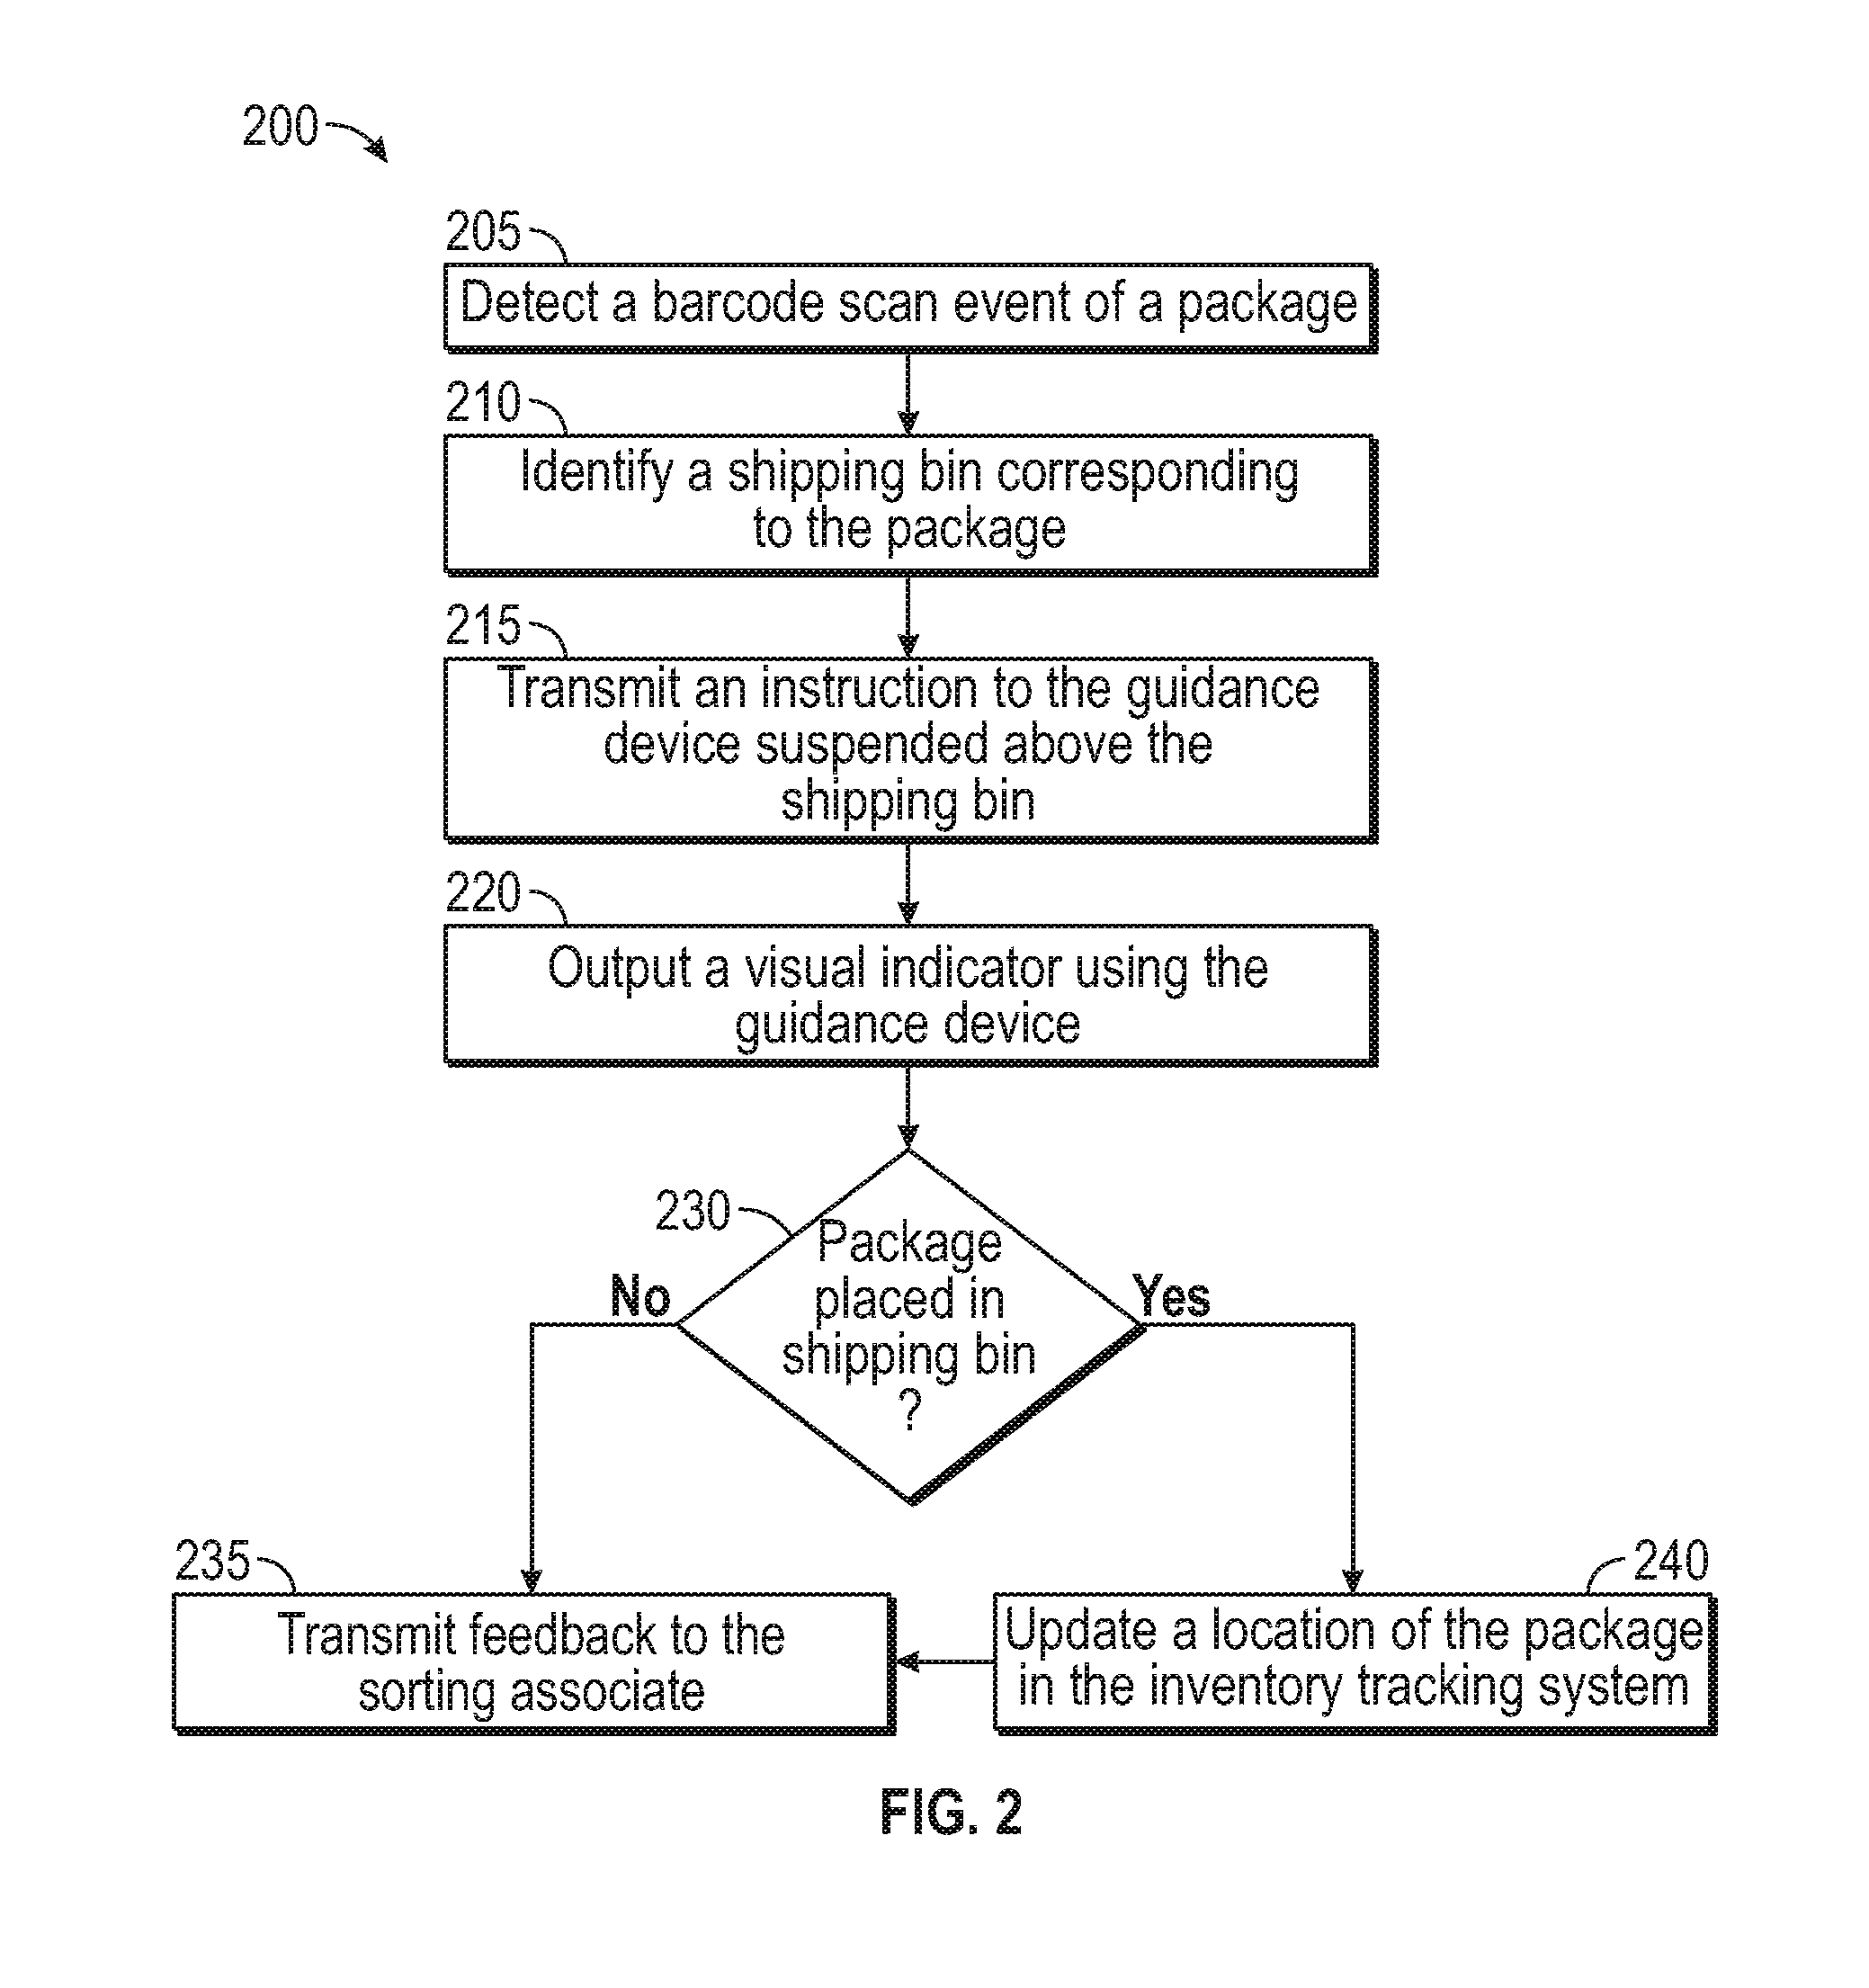 200
205
Detect a barcode scan event of a package
210
Identify a shipping bin corresponding
to the package
215
Transmit an instruction to the guidance
device suspended above the
shipping bin
220
Output a visual indicator using the
guidance device
230
Package
placed in
shipping bin
?
No
Yes
235
Transmit feedback to the
sorting associate
240
Update a location of the package
in the inventory tracking system
FIG. 2